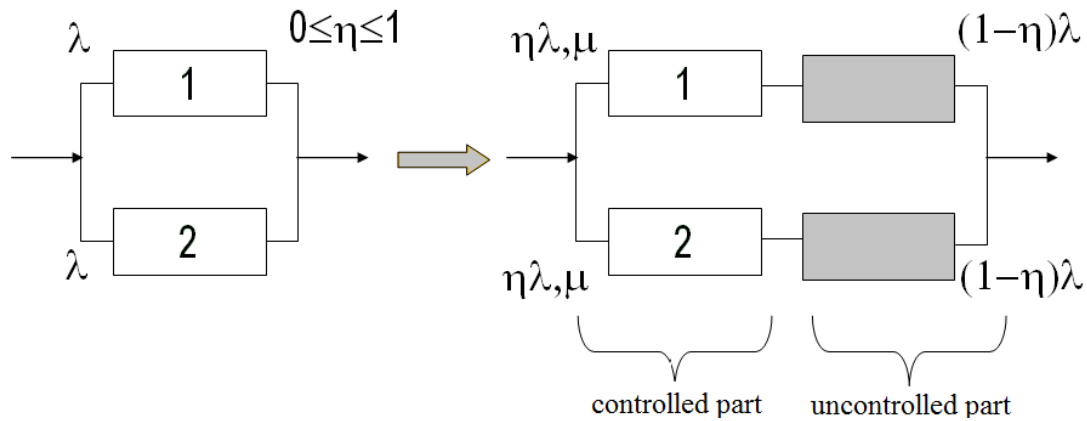 λ
0≤η≤1
1
2
λ
ηλ,μ
(1−η)λ
1
2
ηλ,μ
(1−η)λ
controlled part
uncontrolled part